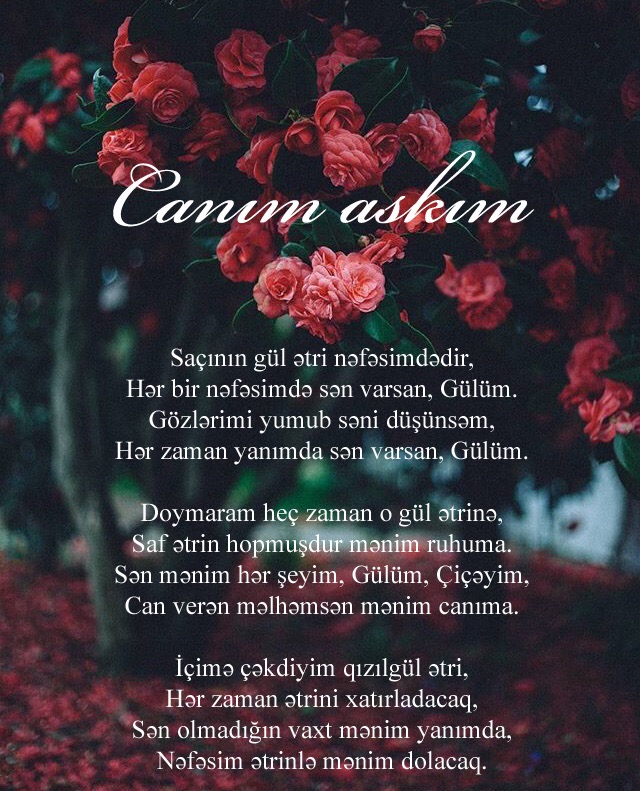 Canım askım
Saçının gül ətri nəfəsimdədir,
Hər bir nəfəsimdə sən varsan, Gülüm.
Gözlərimi yumub səni düşünsəm,
Hər zaman yanımda sən varsan, Gülüm.
Doymaram heç zaman o gül ətrinə,
Saf ətrin hopmuşdur mənim ruhuma.
Sən mənim hər şeyim, Gülüm, Çiçəyim,
Can verən məlhəmsən mənim canıma.
İçimə çəkdiyim qızılgül ətri,
Hər zaman ətrini xatırladacaq,
Sən olmadığın vaxt mənim yanımda,
Nəfəsim ətrinlə mənim dolacaq.